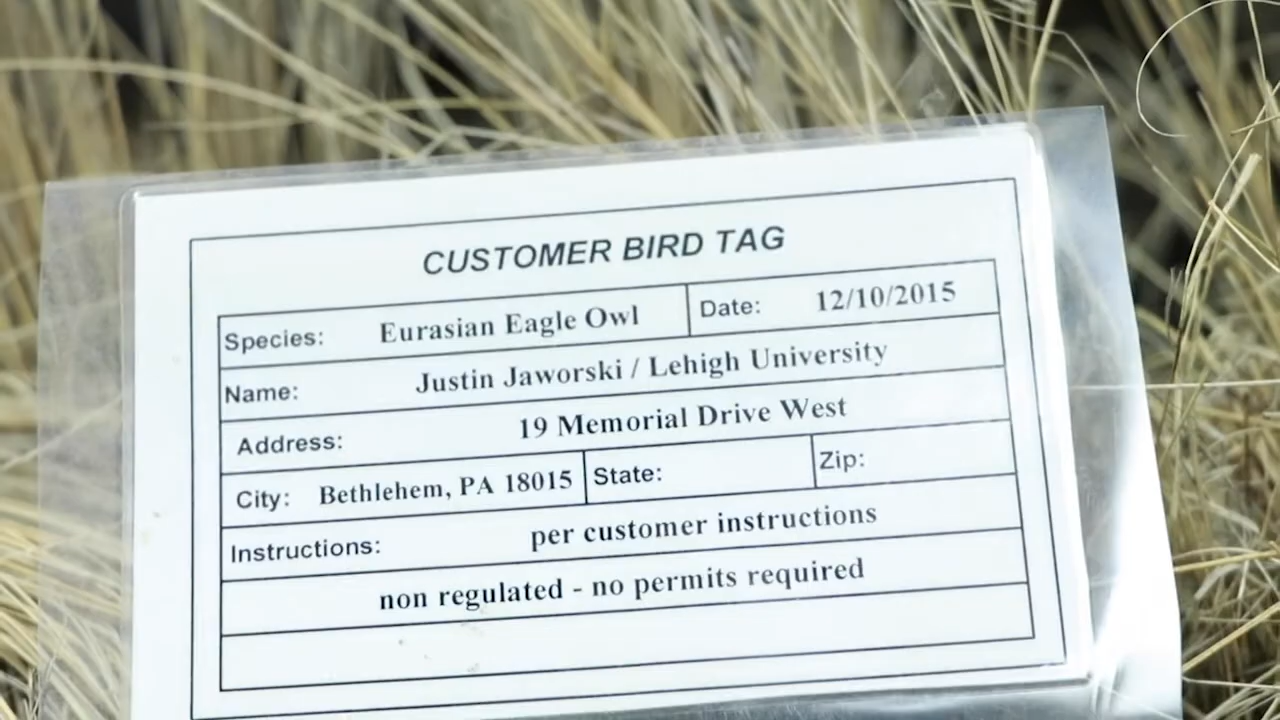 CUSTOMER BIRD TAG
Species: Eurasian Eagle Owl Date: 12/10/2015
Name: Justin Jaworski / Lehigh University
Address: 19 Memorial Drive West
City: Bethlehem, PA 18015 State: Zip:
Instructions: per customer instructions
non regulated - no permits required